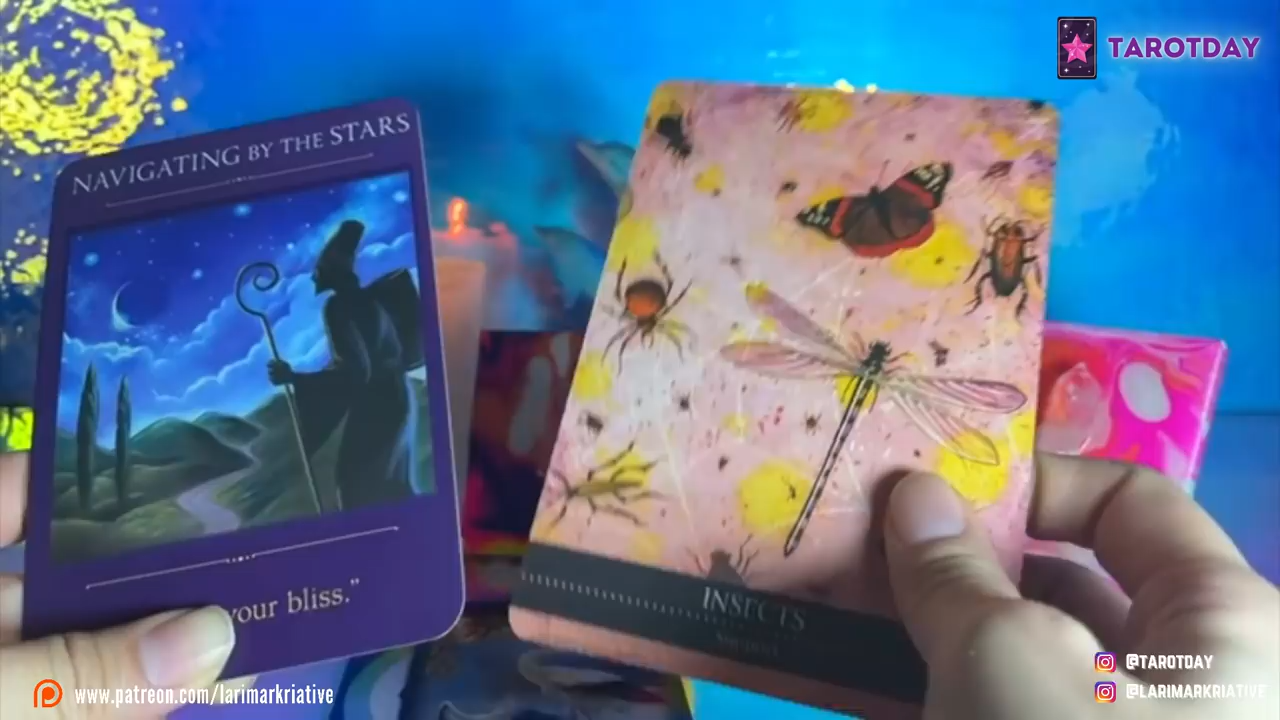 TAROTDAY
NAVIGATING BY THE STARS
your bliss."
INSECTS
@TAROTDAY
www.patreon.com/larimarkriative
@LARIMARKRIATIVE